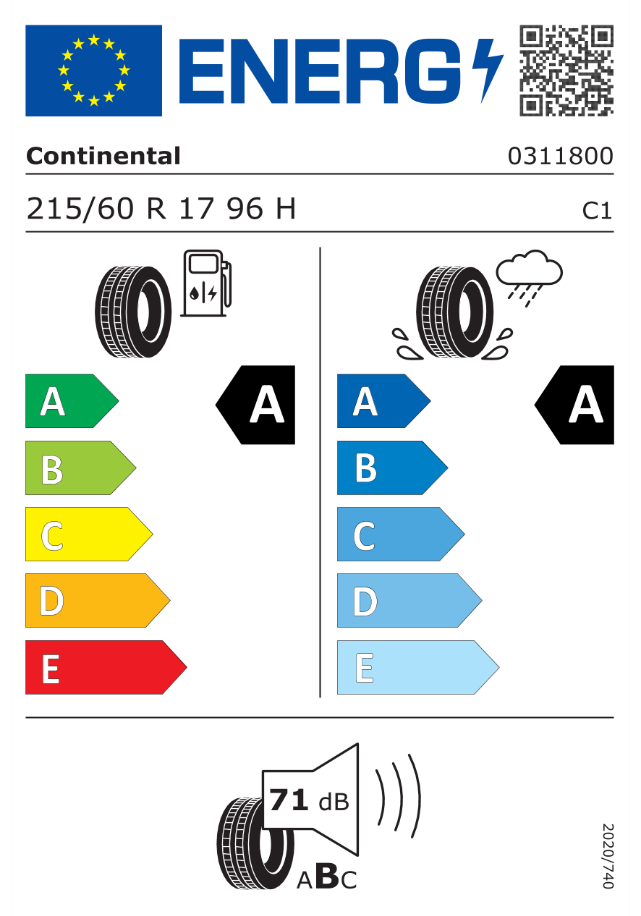 ENERG
Continental 0311800
215/60 R 17 96 H C1
A A A A
B B
C C
D D
E E
71 dB
ABC
2020/740